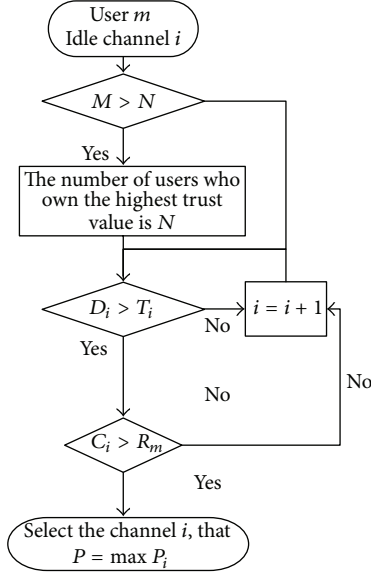 User m
Idle channel i
M > N
Yes
The number of users who
own the highest trust
value is N
D_i > T_i
i = i + 1
No
Yes
No
No
C_i > R_m
Yes
Select the channel i, that
P = max P_i